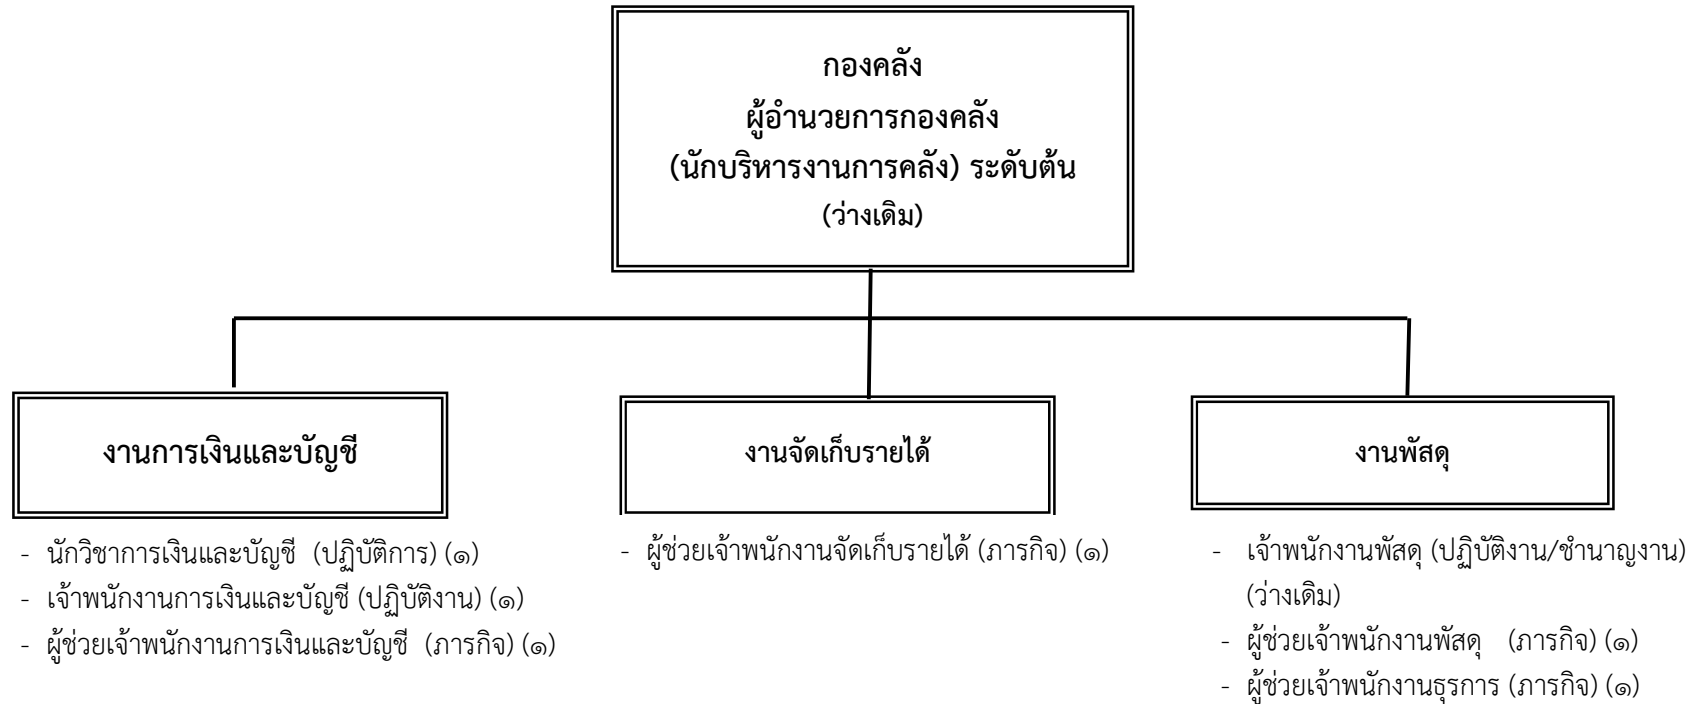 กองคลัง
ผู้อำนวยการกองคลัง
(นักบริหารงานการคลัง) ระดับต้น
(ว่างเดิม)
งานการเงินและบัญชี
- นักวิชาการเงินและบัญชี (ปฏิบัติการ) (๑)
- เจ้าพนักงานการเงินและบัญชี (ปฏิบัติงาน) (๑)
- ผู้ช่วยเจ้าพนักงานการเงินและบัญชี (ภารกิจ) (๑)
งานจัดเก็บรายได้
- ผู้ช่วยเจ้าพนักงานจัดเก็บรายได้ (ภารกิจ) (๑)
งานพัสดุ
- เจ้าพนักงานพัสดุ (ปฏิบัติงาน/ชำนาญงาน)
(ว่างเดิม)
- ผู้ช่วยเจ้าพนักงานพัสดุ (ภารกิจ) (๑)
- ผู้ช่วยเจ้าพนักงานธุรการ (ภารกิจ) (๑)